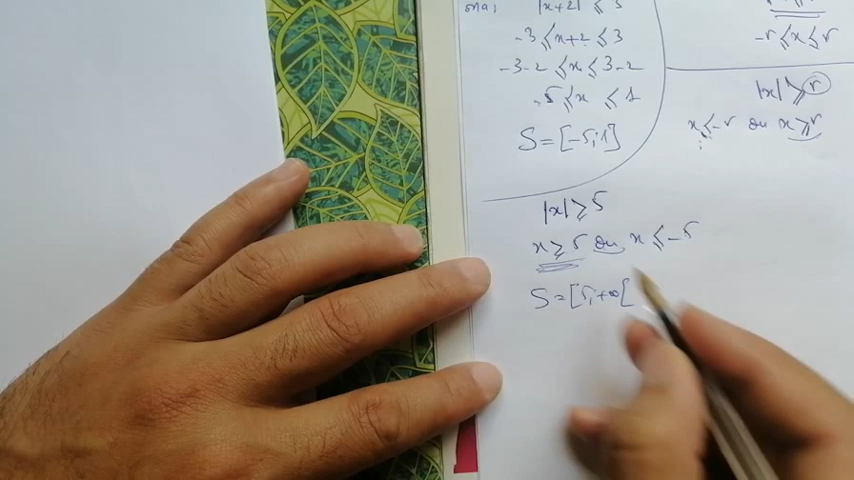 ona; |x+2| ≤ 3
-3 ≤ x+2 ≤ 3
-3-2 ≤ x ≤ 3-2
-5 ≤ x ≤ 1
S = [-5; 1]
-r ≤ x ≤ r
|x| ≥ r
x ≤ -r ou x ≥ r
|x| ≥ 5
x ≥ 5 ou x ≤ -5
S = [5; +∞[